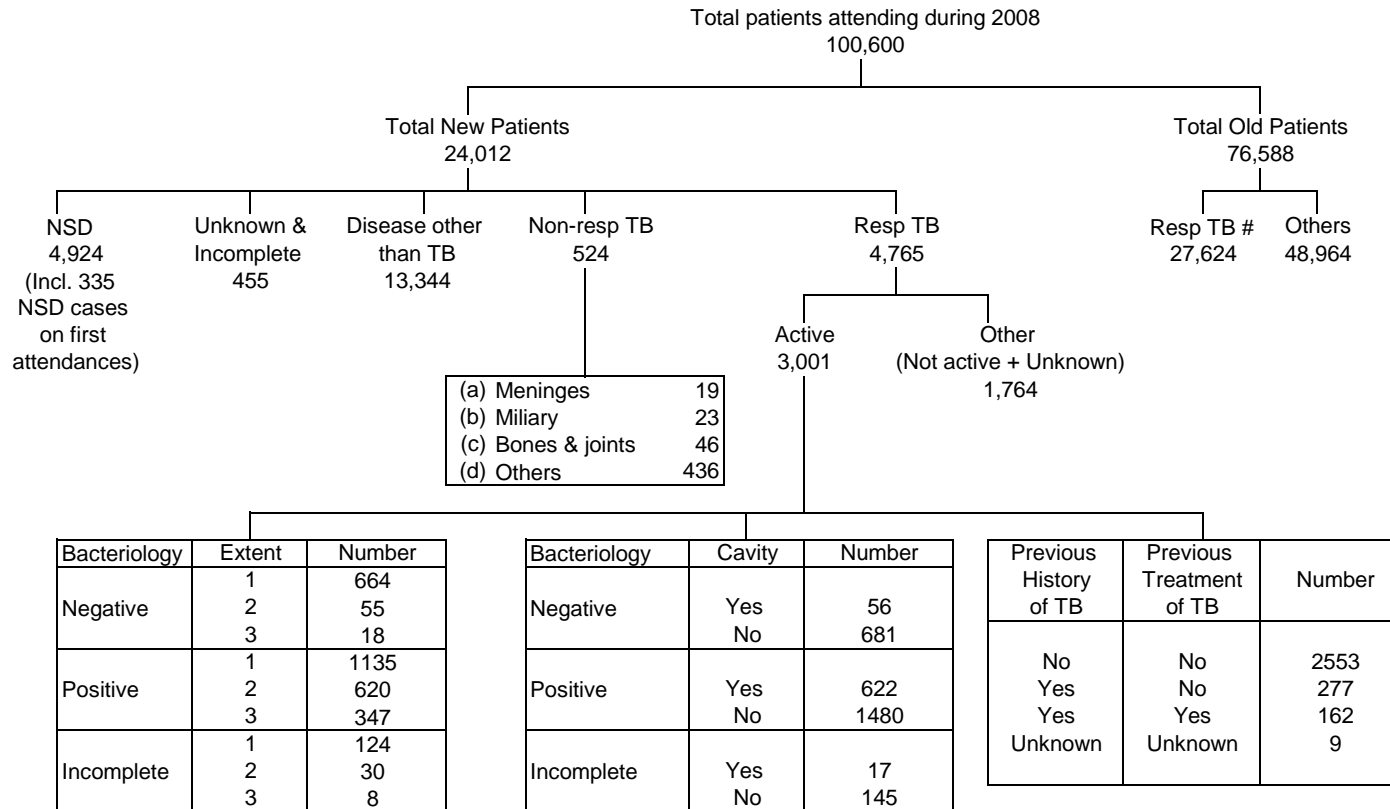 Total patients attending during 2008
100,600
Total New Patients
24,012
Total Old Patients
76,588
NSD
4,924
(Incl. 335
NSD cases
on first
attendances)
Unknown &
Incomplete
455
Disease other
than TB
13,344
Non-resp TB
524
Resp TB
4,765
Resp TB #
27,624
Others
48,964
Active
3,001
Other
(Not active + Unknown)
1,764
(a) Meninges 19
(b) Miliary 23
(c) Bones & joints 46
(d) Others 436
Bacteriology Extent Number
1 664
Negative 2 55
3 18
1 1135
Positive 2 620
3 347
1 124
Incomplete 2 30
3 8
Bacteriology Cavity Number
Negative Yes 56
No 681
Positive Yes 622
No 1480
Incomplete Yes 17
No 145
Previous Previous
History Treatment Number
of TB of TB
No No 2553
Yes No 277
Yes Yes 162
Unknown Unknown 9